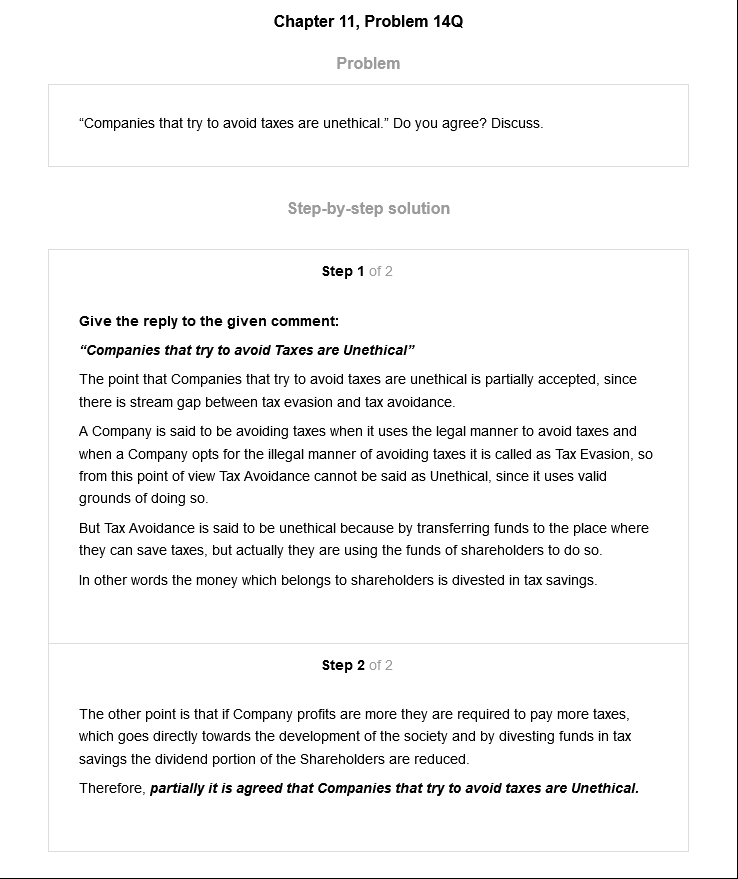 Chapter 11, Problem 14Q
Problem
“Companies that try to avoid taxes are unethical.” Do you agree? Discuss.
Step-by-step solution
Step 1 of 2
Give the reply to the given comment:
“Companies that try to avoid Taxes are Unethical”
The point that Companies that try to avoid taxes are unethical is partially accepted, since
there is stream gap between tax evasion and tax avoidance.
A Company is said to be avoiding taxes when it uses the legal manner to avoid taxes and
when a Company opts for the illegal manner of avoiding taxes it is called as Tax Evasion, so
from this point of view Tax Avoidance cannot be said as Unethical, since it uses valid
grounds of doing so.
But Tax Avoidance is said to be unethical because by transferring funds to the place where
they can save taxes, but actually they are using the funds of shareholders to do so.
In other words the money which belongs to shareholders is divested in tax savings.
Step 2 of 2
The other point is that if Company profits are more they are required to pay more taxes,
which goes directly towards the development of the society and by divesting funds in tax
savings the dividend portion of the Shareholders are reduced.
Therefore, partially it is agreed that Companies that try to avoid taxes are Unethical.